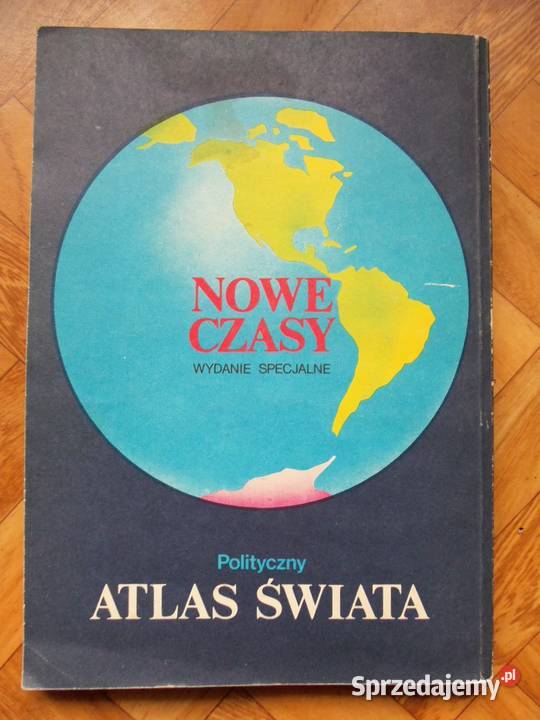 NOWE
CZASY
WYDANIE SPECJALNE
Polityczny
ATLAS ŚWIATA
Sprzedajemy.pl